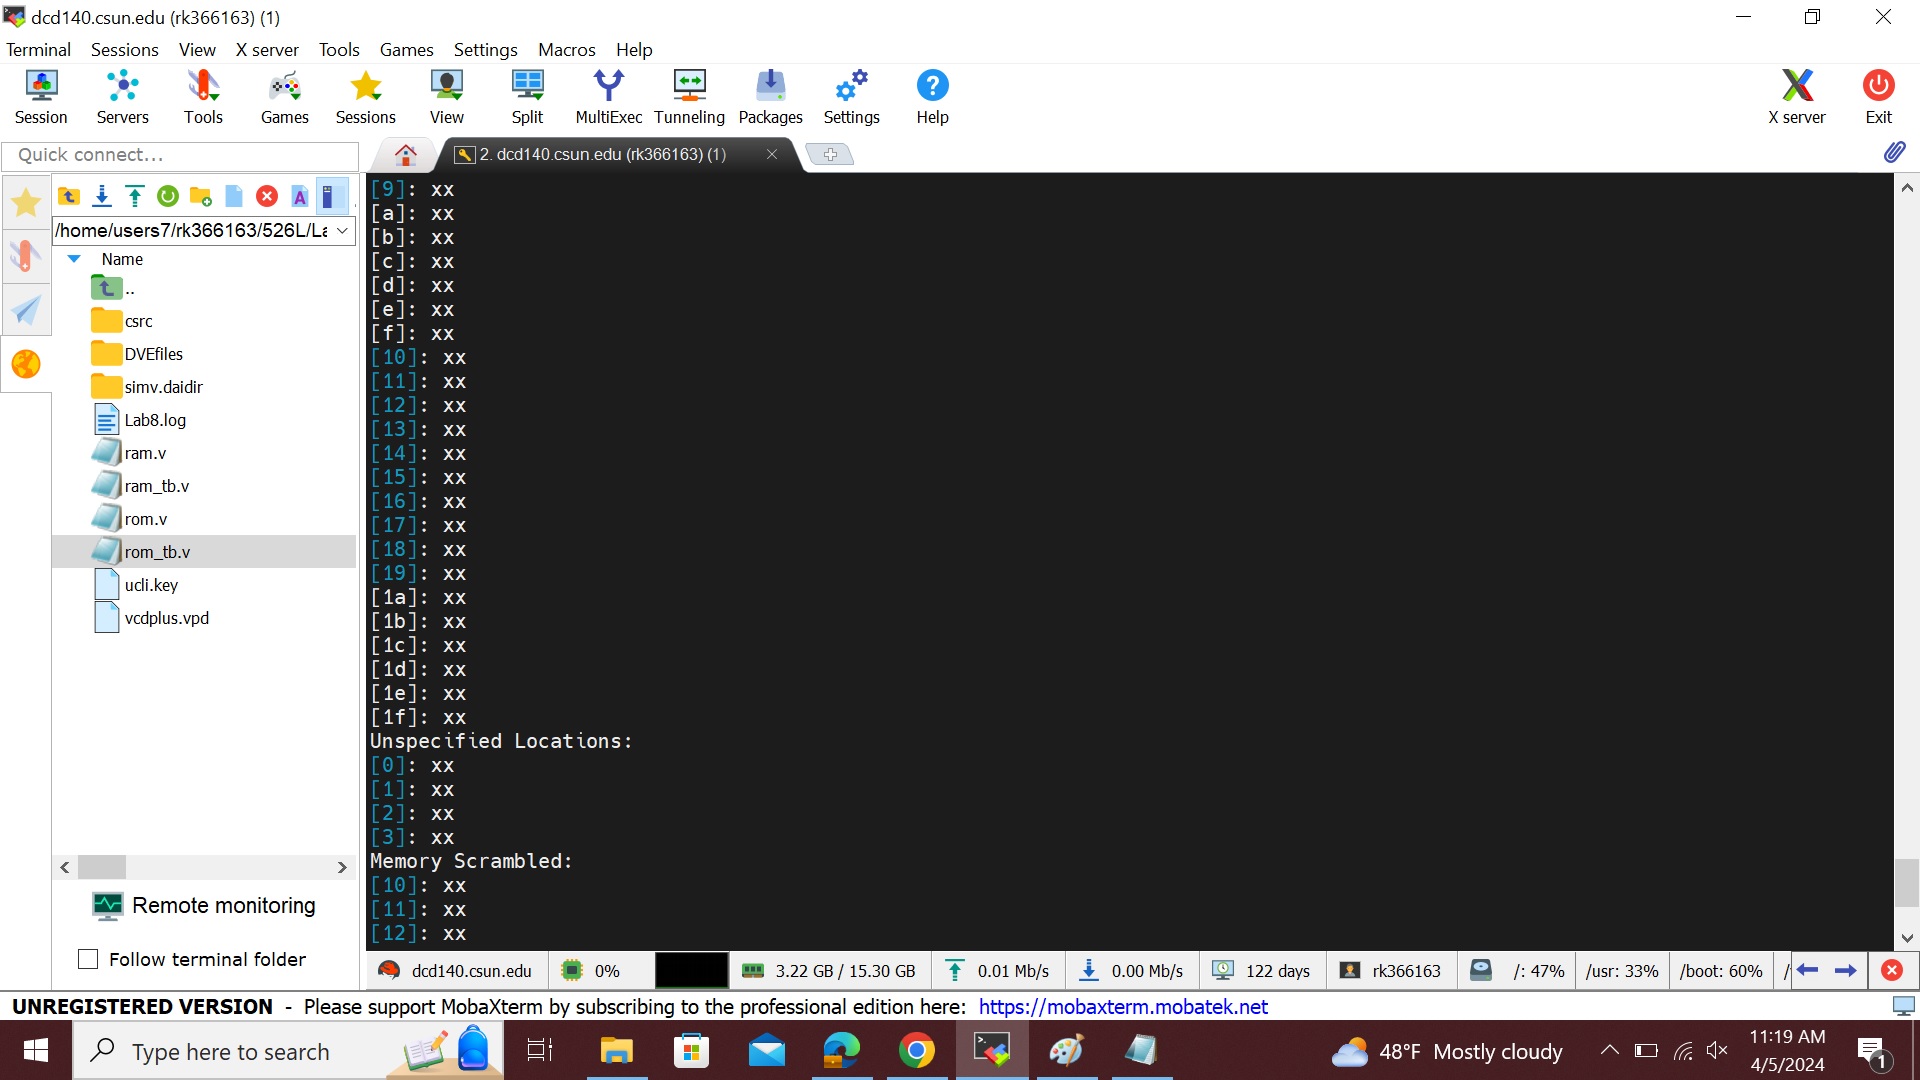 dcd140.csun.edu (rk366163) (1)
Terminal Sessions View X server Tools Games Settings Macros Help
Session Servers Tools Games Sessions View Split MultiExec Tunneling Packages Settings Help X server Exit
Quick connect...
2. dcd140.csun.edu (rk366163) (1)
/home/users7/rk366163/526L/La
Name
..
csrc
DVEfiles
simv.daidir
Lab8.log
ram.v
ram_tb.v
rom.v
rom_tb.v
ucli.key
vcdplus.vpd
Remote monitoring
Follow terminal folder
[9]: xx
[a]: xx
[b]: xx
[c]: xx
[d]: xx
[e]: xx
[f]: xx
[10]: xx
[11]: xx
[12]: xx
[13]: xx
[14]: xx
[15]: xx
[16]: xx
[17]: xx
[18]: xx
[19]: xx
[1a]: xx
[1b]: xx
[1c]: xx
[1d]: xx
[1e]: xx
[1f]: xx
Unspecified Locations:
[0]: xx
[1]: xx
[2]: xx
[3]: xx
Memory Scrambled:
[10]: xx
[11]: xx
[12]: xx
dcd140.csun.edu 0% 3.22 GB / 15.30 GB 0.01 Mb/s 0.00 Mb/s 122 days rk366163 /: 47% /usr: 33% /boot: 60% /
UNREGISTERED VERSION - Please support MobaXterm by subscribing to the professional edition here: https://mobaxterm.mobatek.net
Type here to search
48°F Mostly cloudy
11:19 AM
4/5/2024
1